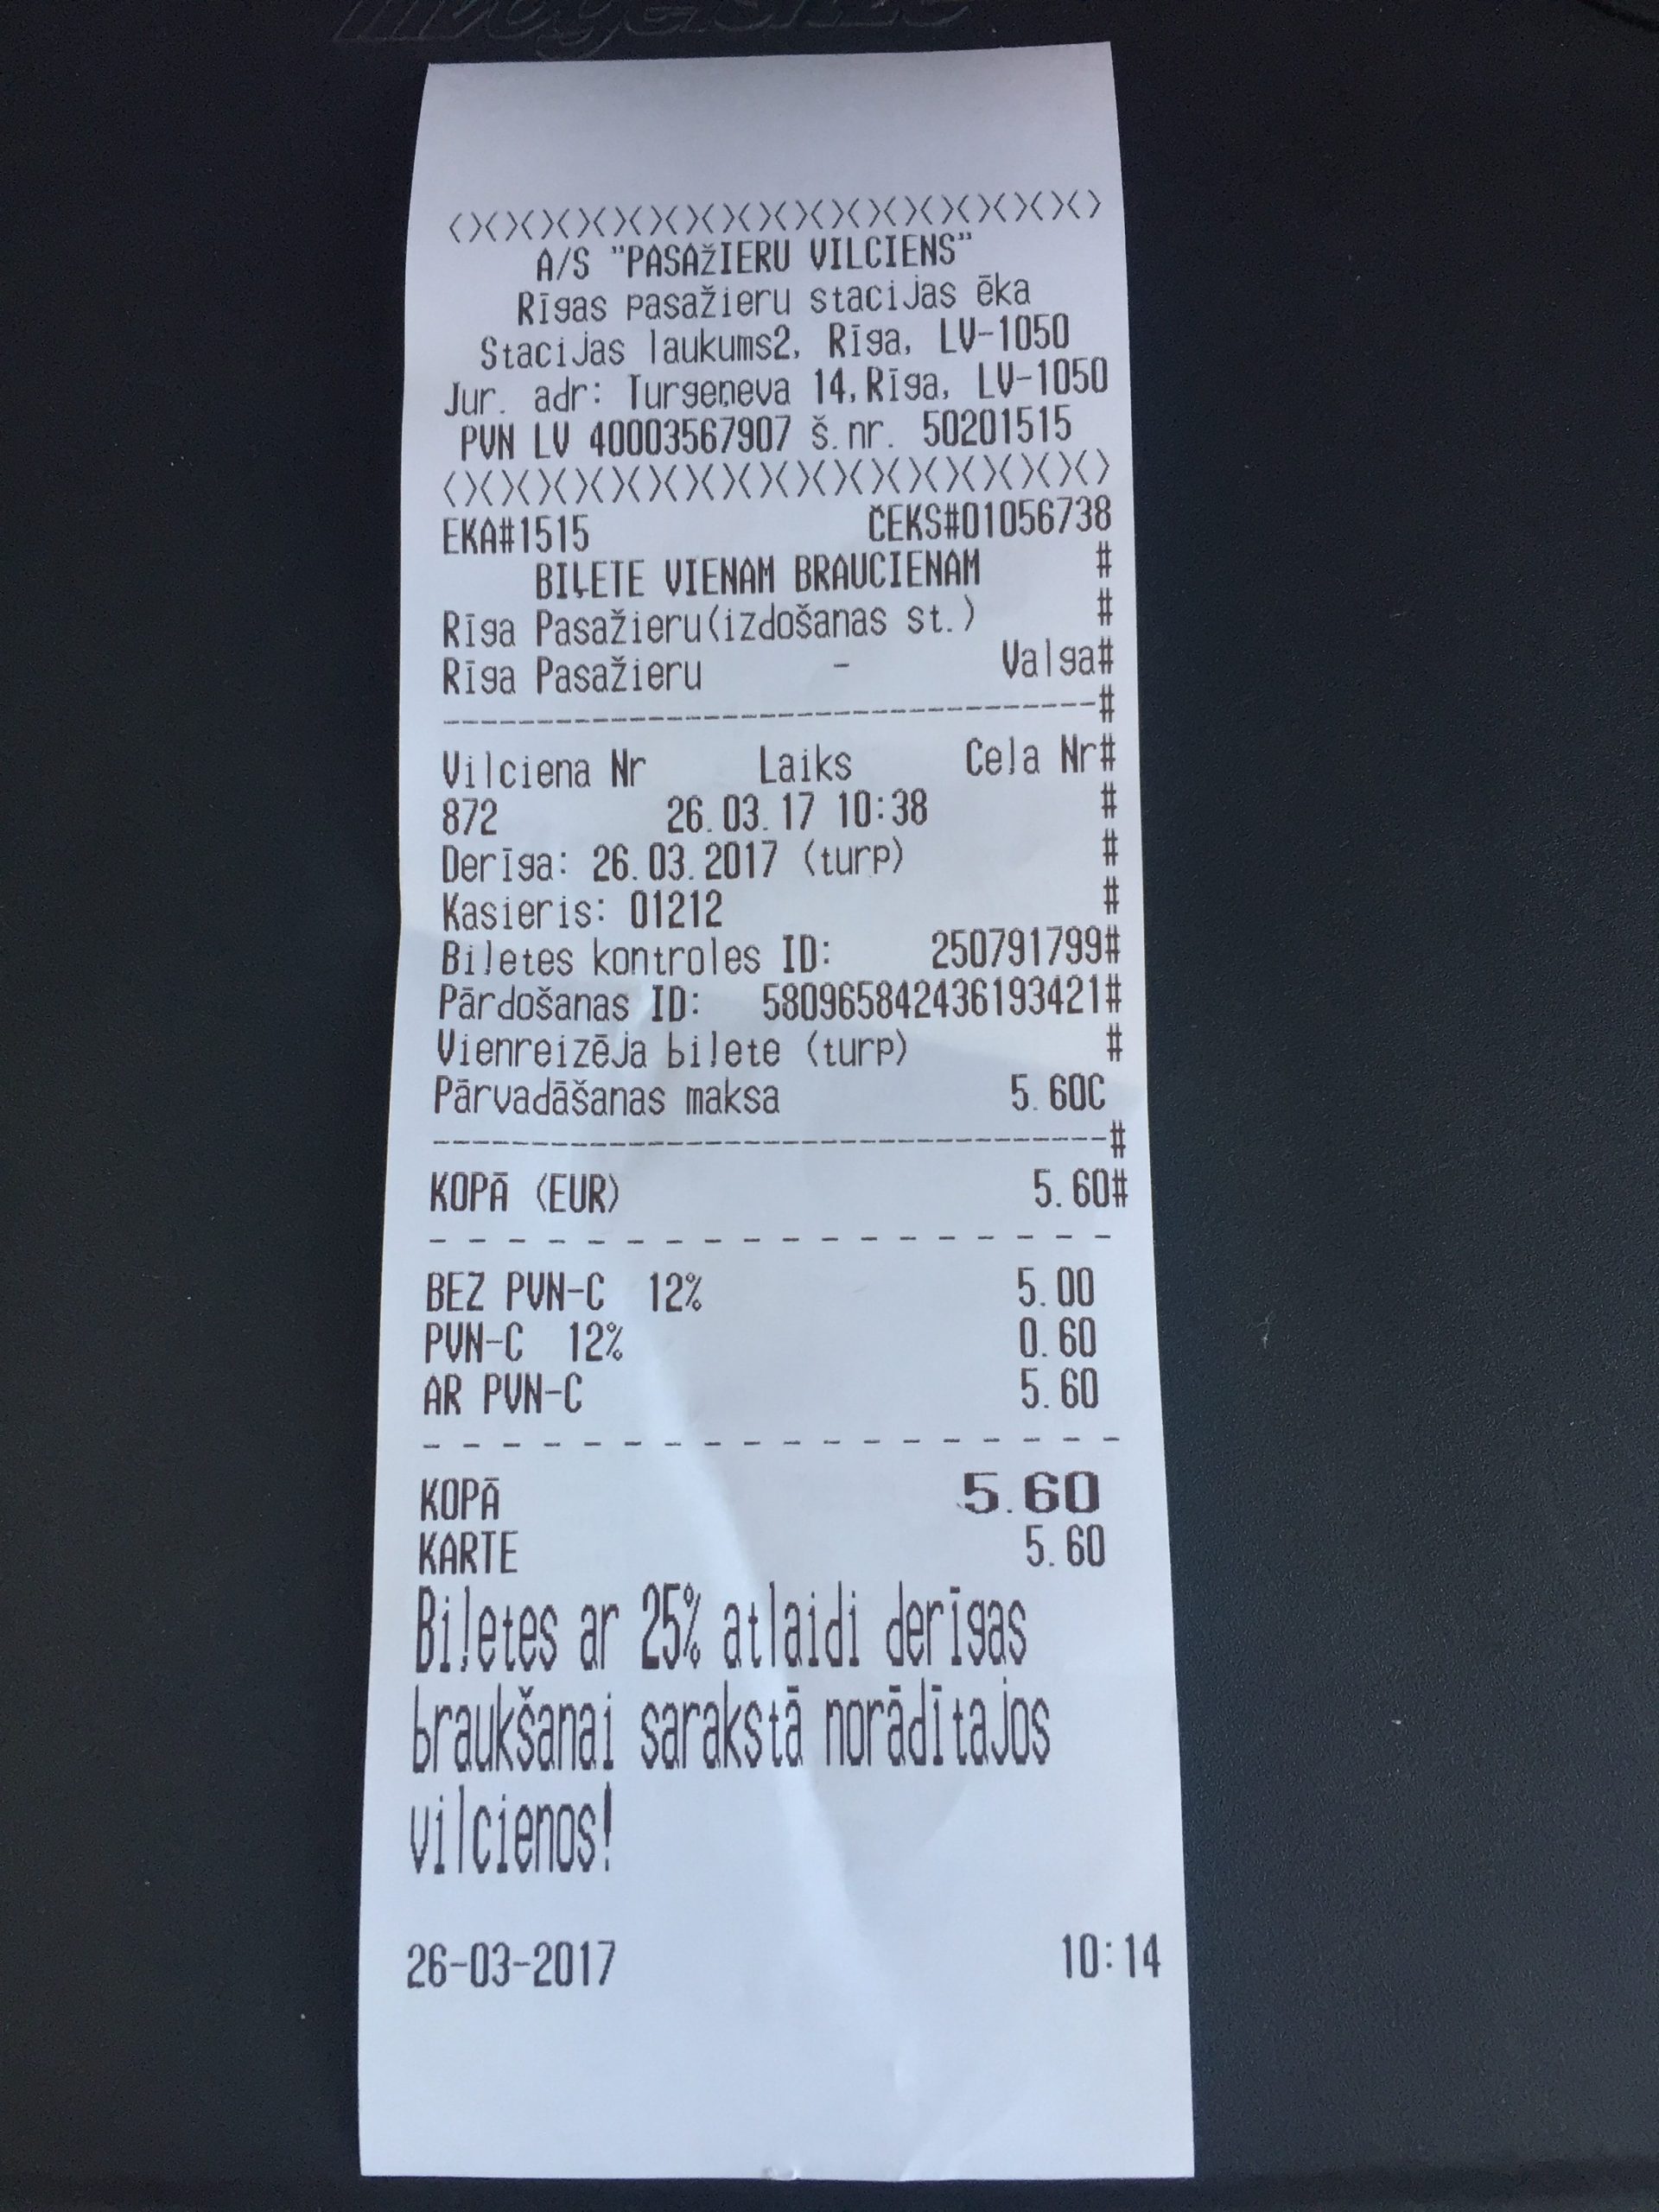 <><><><><><><><><><><><><><><><><><>
A/S "PASAŽIERU VILCIENS"
Rīgas pasažieru stacijas ēka
Stacijas laukums2, Rīga, LV-1050
Jur. adr: Turgeņeva 14,Rīga, LV-1050
PVN LV 40003567907 š.nr. 50201515
<><><><><><><><><><><><><><><><><><>
EKA#1515 ČEKS#01056738
BIĻETE VIENAM BRAUCIENAM #
Rīga Pasažieru(izdošanas st.) #
Rīga Pasažieru - Valga#
-----------------------------------#
Vilciena Nr Laiks Ceļa Nr#
872 26.03.17 10:38 #
Derīga: 26.03.2017 (turp) #
Kasieris: 01212 #
Biļetes kontroles ID: 250791799#
Pārdošanas ID: 580965842436193421#
Vienreizēja biļete (turp) #
Pārvadāšanas maksa 5.60C
-----------------------------------#
KOPĀ (EUR) 5.60#
- - - - - - - - - - - - - - - - - -
BEZ PVN-C 12% 5.00
PVN-C 12% 0.60
AR PVN-C 5.60
- - - - - - - - - - - - - - - - - -
KOPĀ 5.60
KARTE 5.60
Biļetes ar 25% atlaidi derīgas
braukšanai sarakstā norādītajos
vilcienos!
26-03-2017 10:14